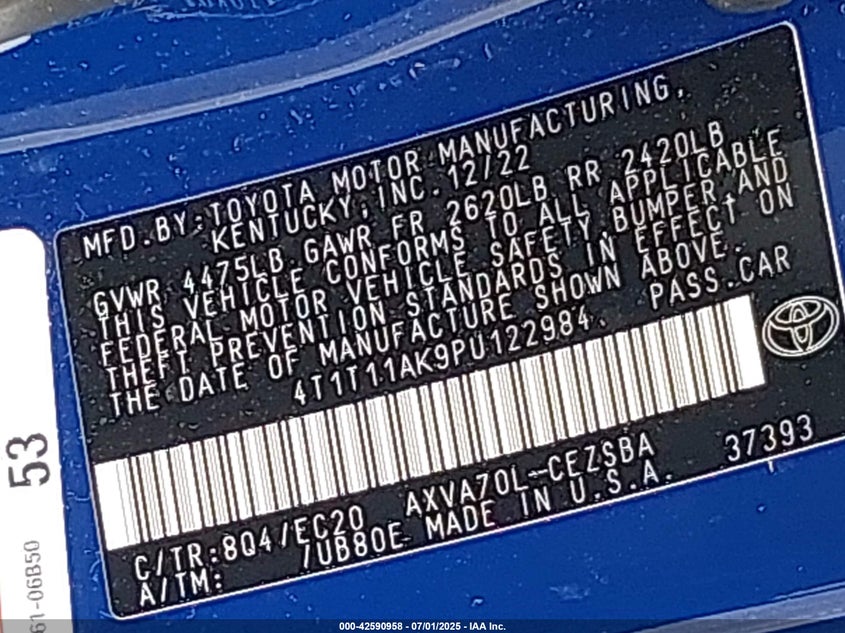 MFD.BY:TOYOTA MOTOR MANUFACTURING,
KENTUCKY,INC.12/22
GVWR 4475LB GAWR FR 2620LB RR 2420LB
THIS VEHICLE CONFORMS TO ALL APPLICABLE
FEDERAL MOTOR VEHICLE SAFETY,BUMPER,AND
THEFT PREVENTION STANDARDS IN EFFECT ON
THE DATE OF MANUFACTURE SHOWN ABOVE.
4T1T11AK9PU122984 PASS.CAR
C/TR:8Q4/EC20 AXVA70L-CEZSBA 37393
A/TM: /UB80E MADE IN U.S.A.
53
61-06B50
000-42590958 - 07/01/2025 - IAA Inc.